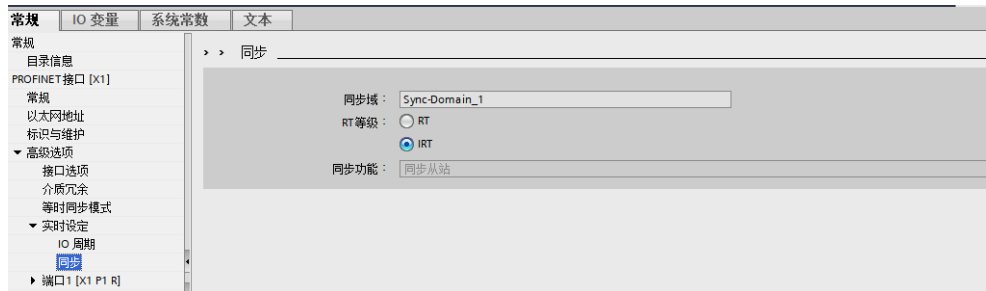 常规 IO 变量 系统常数 文本
常规
目录信息
PROFINET接口 [X1]
常规
以太网地址
标识与维护
高级选项
接口选项
介质冗余
等时同步模式
实时设定
IO 周期
同步
端口1 [X1 P1 R]
> > 同步
同步域：Sync-Domain_1
RT等级：RT
IRT
同步功能：同步从站